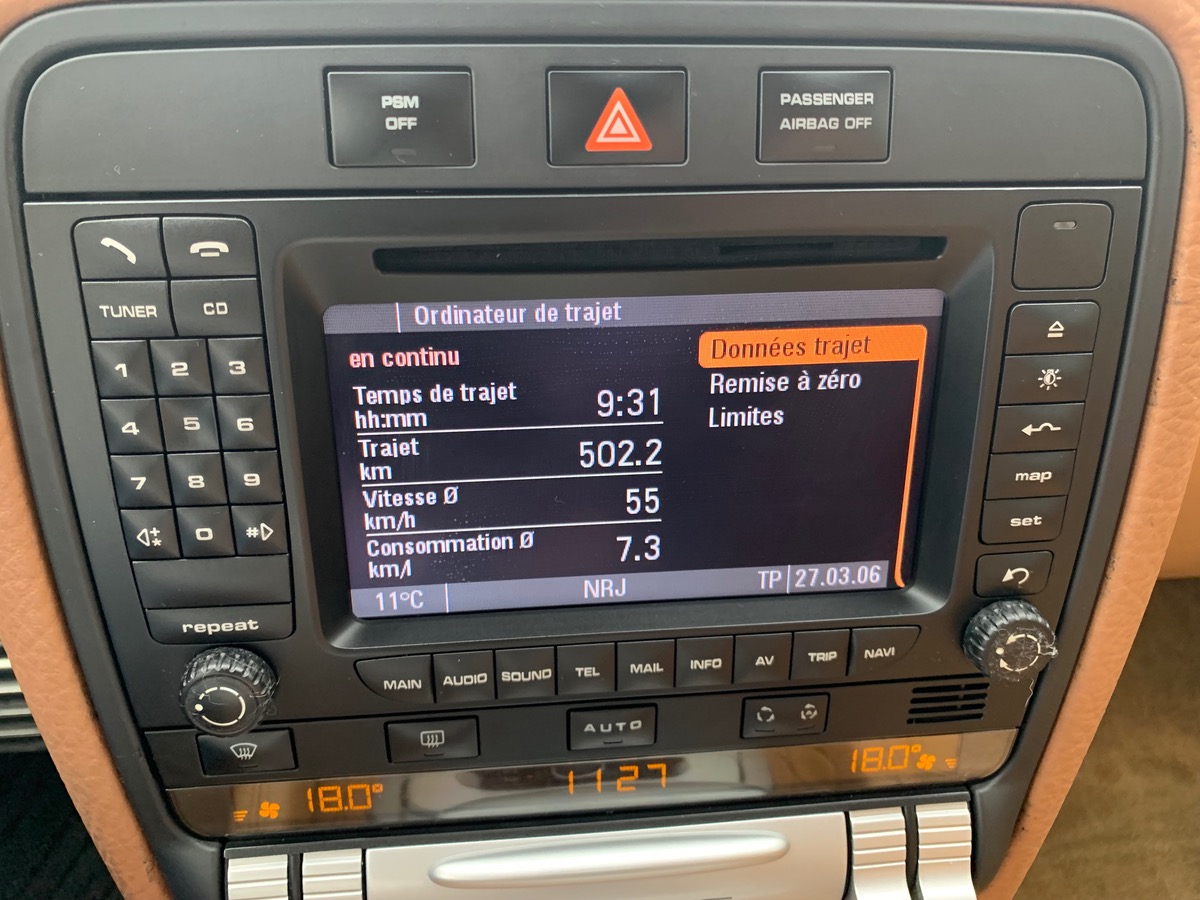 PSM
OFF
PASSENGER
AIRBAG OFF
TUNER
CD
1 2 3
4 5 6
7 8 9
* 0 #
repeat
Ordinateur de trajet
en continu
Temps de trajet
hh:mm 9:31
Trajet
km 502.2
Vitesse Ø
km/h 55
Consommation Ø
km/l 7.3
Données trajet
Remise à zéro
Limites
11°C NRJ TP 27.03.06
map
set
MAIN AUDIO SOUND TEL MAIL INFO AV TRIP NAVI
AUTO
18.0° 11 27 18.0°